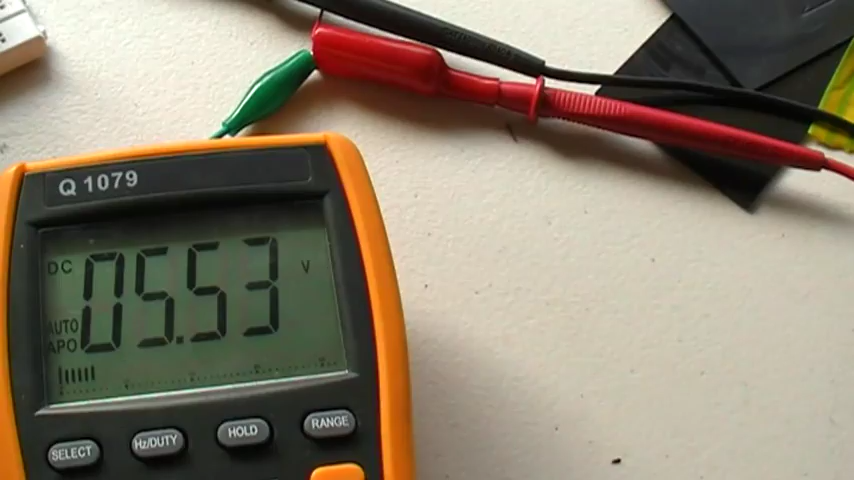 Q 1079
DC
05.53 V
AUTO
APO
SELECT Hz/DUTY HOLD RANGE